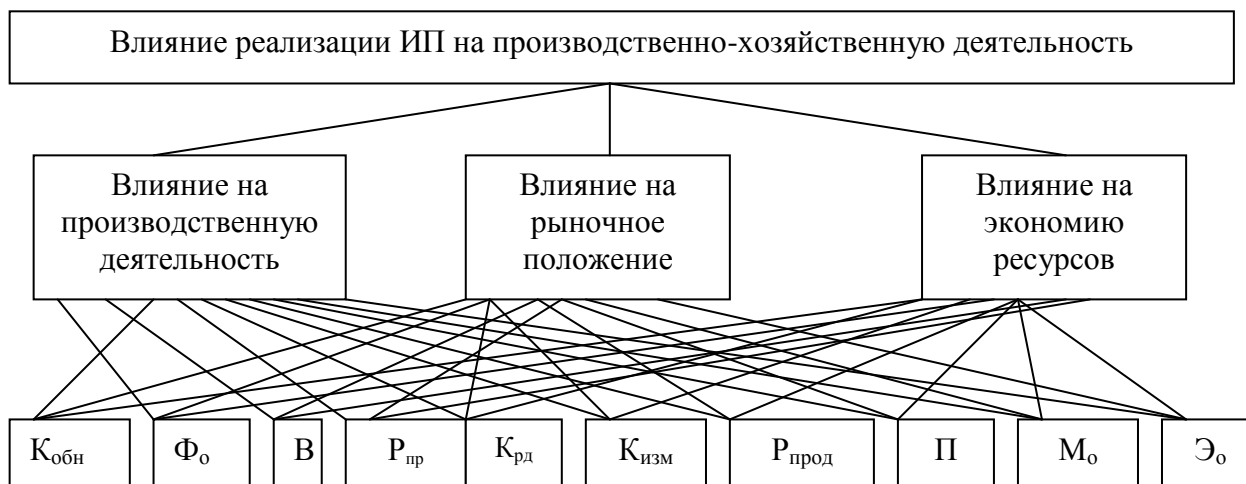 Влияние реализации ИП на производственно-хозяйственную деятельность
Влияние на
производственную
деятельность
Влияние на
рыночное
положение
Влияние на
экономию
ресурсов
Кобн
Фо
В
Рпр
Крд
Кизм
Рпрод
П
Мо
Эо